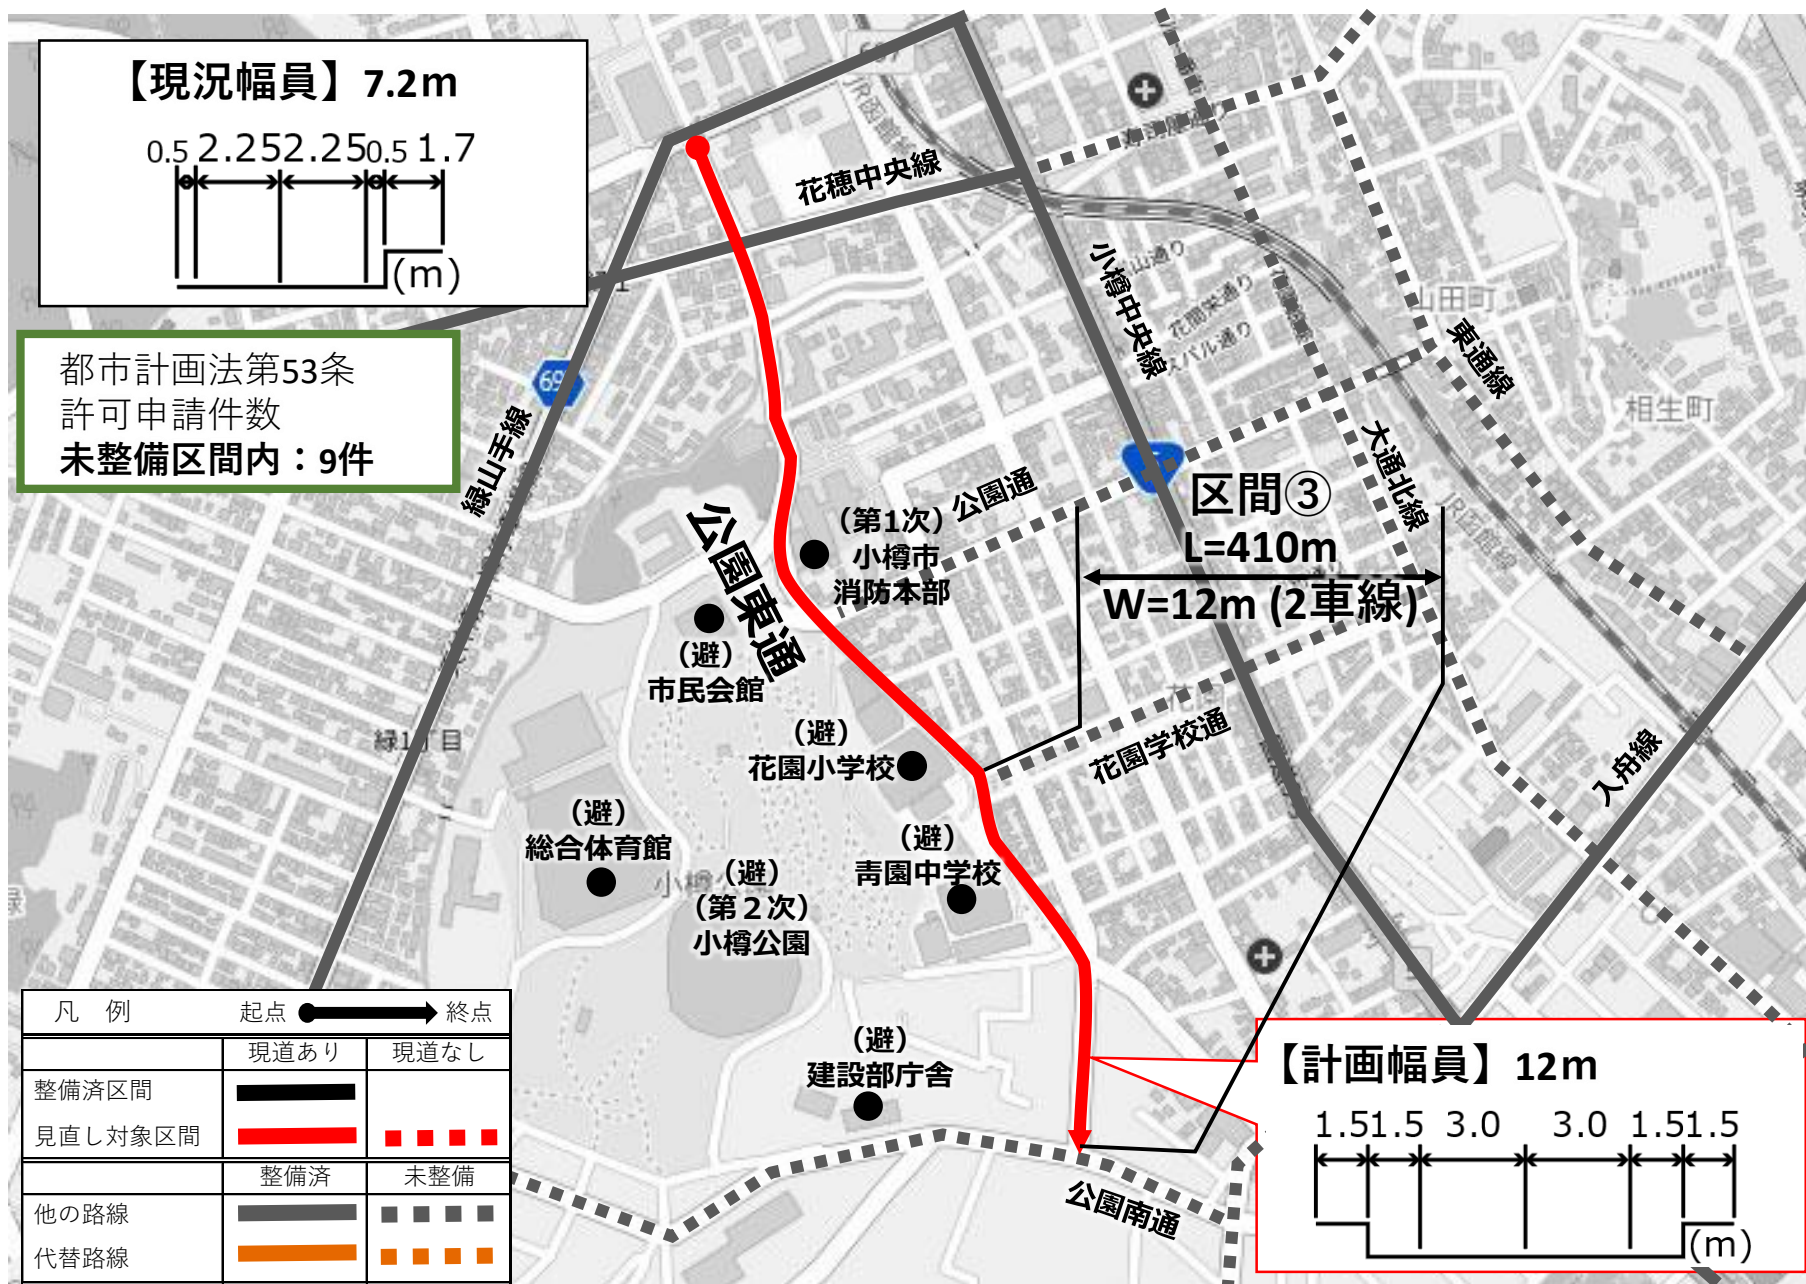 【現況幅員】7.2m
0.5 2.25 2.25 0.5 1.7
(m)
都市計画法第53条
許可申請件数
未整備区間内：9件
花穂中央線
小樽中央線
山田町
東通線
相生町
大通北線
花園栄通り
緑山手線
公園通
公園東通
区間③
L=410m
W=12m (2車線)
（第1次）
小樽市
消防本部
（避）
市民会館
緑1丁目
（避）
花園小学校
花園学校通
入舟線
（避）
総合体育館
（避）
（第２次）
小樽公園
（避）
青園中学校
（避）
建設部庁舎
公園南通
凡　例
起点
終点
現道あり
現道なし
整備済区間
見直し対象区間
整備済
未整備
他の路線
代替路線
【計画幅員】12m
1.5 1.5 3.0 3.0 1.5 1.5
(m)